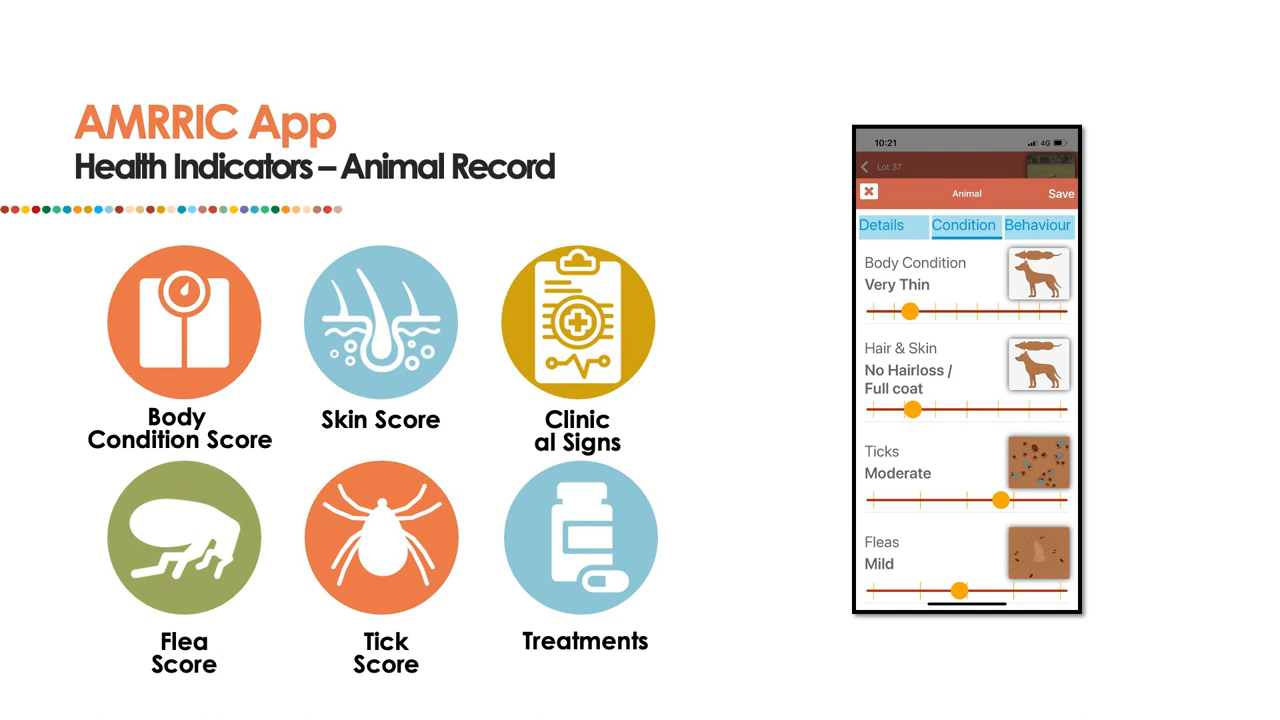 AMRRIC App
Health Indicators – Animal Record
Body
Condition Score
Skin Score
Clinic
al Signs
Flea
Score
Tick
Score
Treatments
10:21
4G
Lot 37
Animal
Save
Details
Condition
Behaviour
Body Condition
Very Thin
Hair & Skin
No Hairloss /
Full coat
Ticks
Moderate
Fleas
Mild